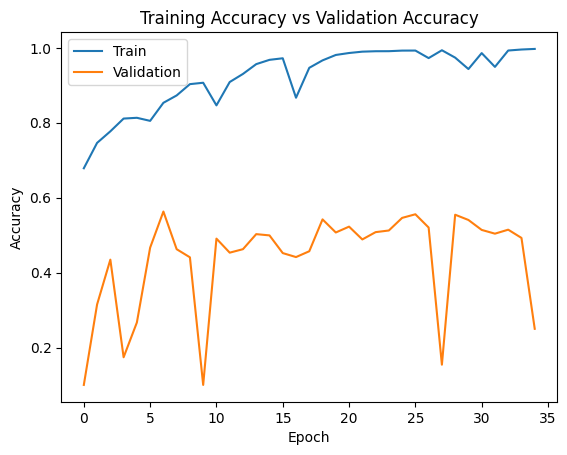 Training Accuracy vs Validation Accuracy
Train
Validation
1.0
0.8
0.6
0.4
0.2
Accuracy
0 5 10 15 20 25 30 35
Epoch